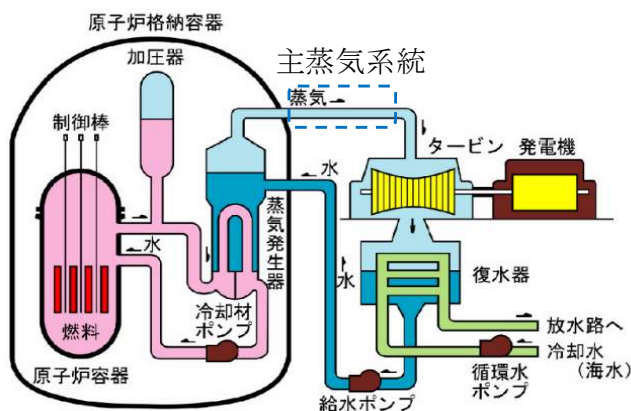 原子炉格納容器
加圧器
主蒸気系統
蒸気
制御棒
水
タービン
発電機
水
蒸気発生器
水
復水器
冷却材
ポンプ
燃料
原子炉容器
放水路へ
冷却水
（海水）
循環水
ポンプ
給水ポンプ